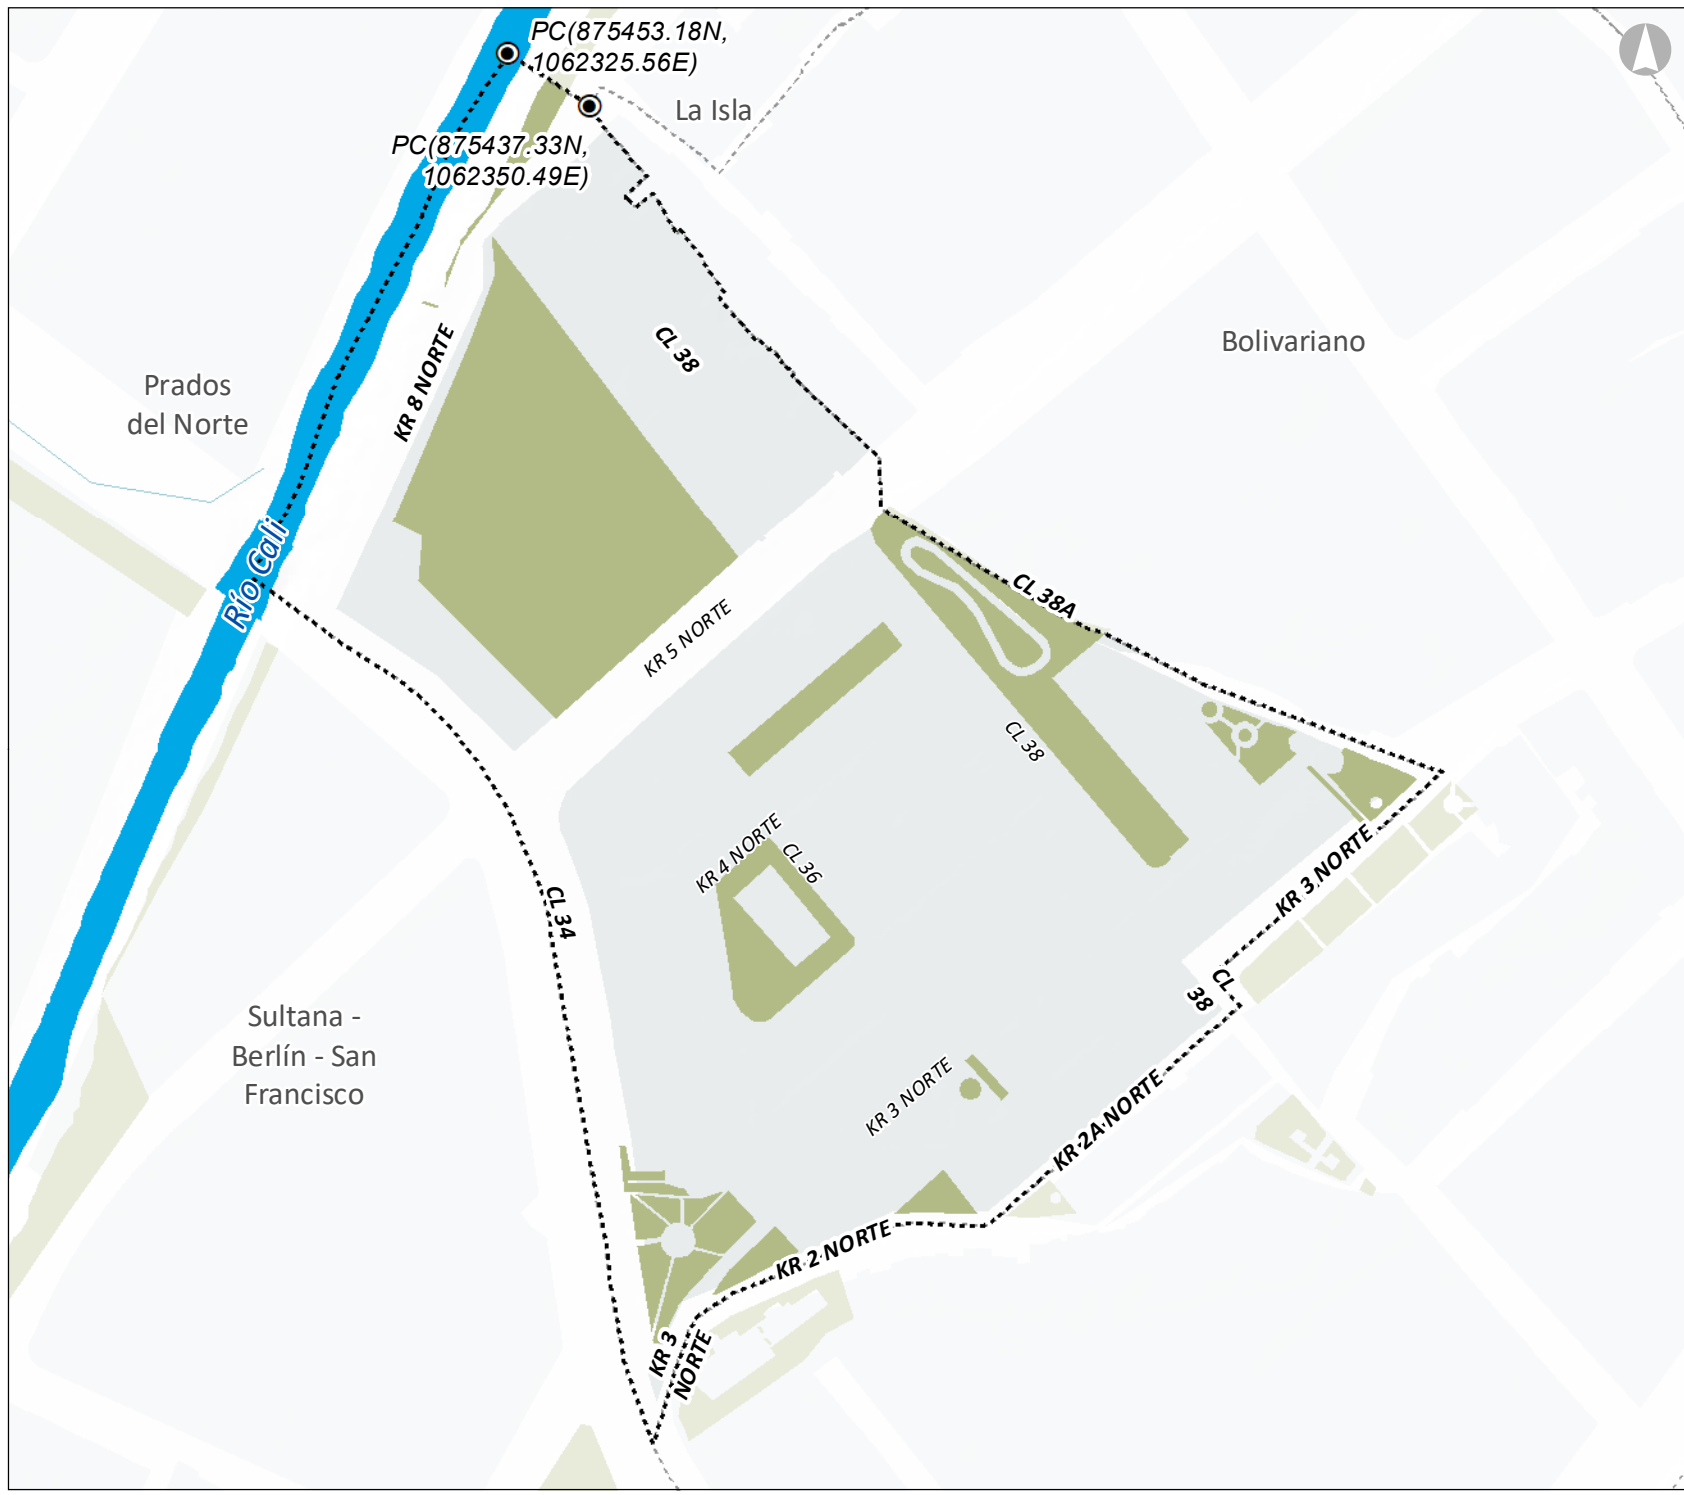 PC(875453.18N,
1062325.56E)
La Isla
PC(875437.33N,
1062350.49E)
Bolivariano
CL 38
KR 8 NORTE
Prados
del Norte
Río Cali
CL 38A
KR 5 NORTE
CL 38
KR 4 NORTE
CL 36
KR 3 NORTE
CL 34
CL
38
Sultana -
Berlín - San
Francisco
KR 3 NORTE
KR 2A NORTE
KR 2 NORTE
KR 3
NORTE